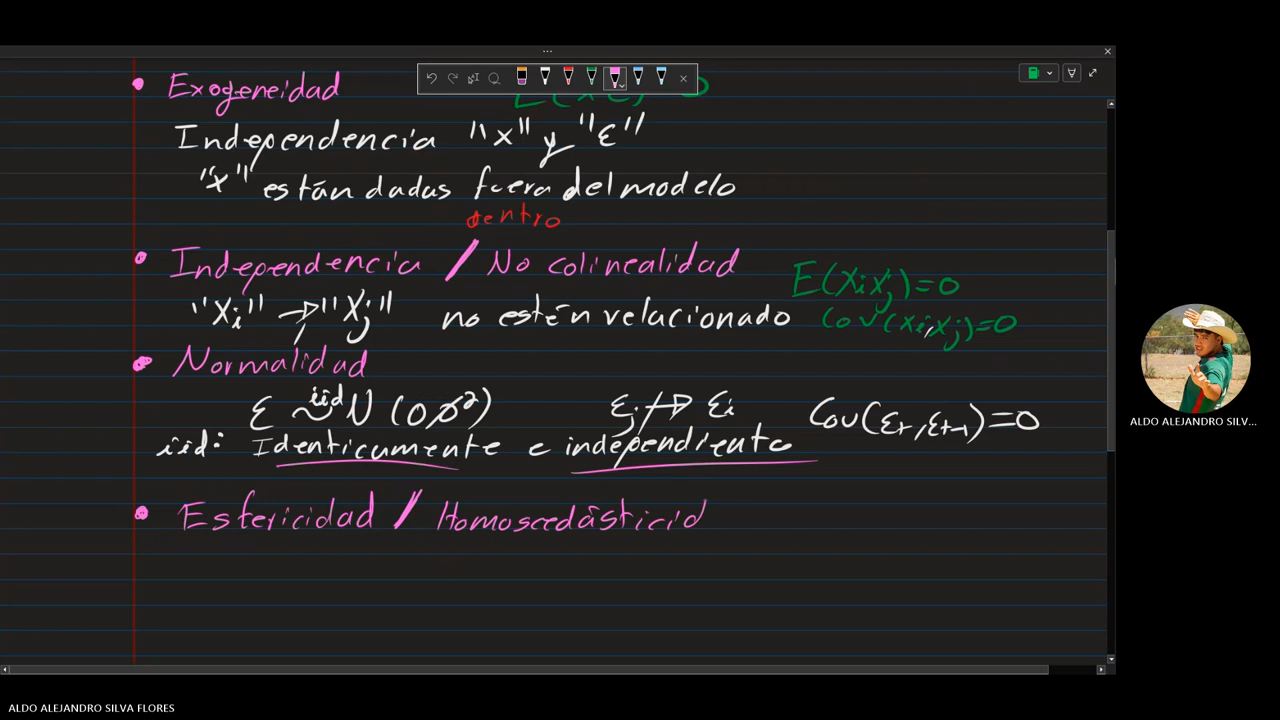 Exogeneidad
E(xε)=0
Independencia "x" y "ε"
"x" están dadas fuera del modelo
dentro
Independencia / No colinealidad
E(XiXj)=0
"Xi" ↛ "Xj" no estén relacionado
Cov(Xi,Xj)=0
Normalidad
ε ~iid N (0,σ²) εj ↛ εi Cov(εt,εt-1)=0
iid: Identicamente e independiente
Esfericidad / Homoscedásticid
ALDO ALEJANDRO SILV...
ALDO ALEJANDRO SILVA FLORES